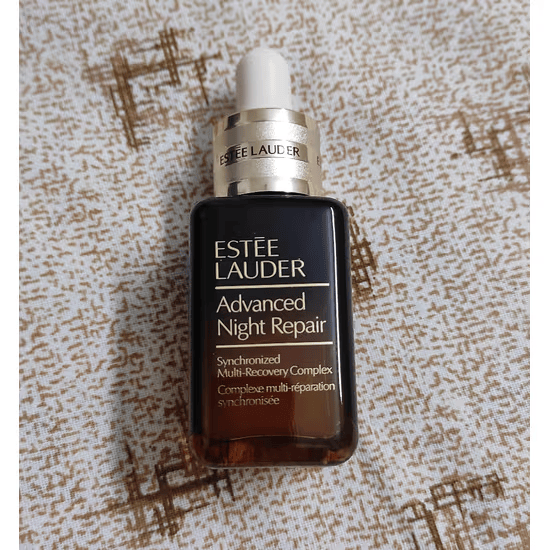 ESTĒE LAUDER
ESTĒE
LAUDER
Advanced
Night Repair
Synchronized
Multi-Recovery Complex
Complexe multi-réparation
synchronisée